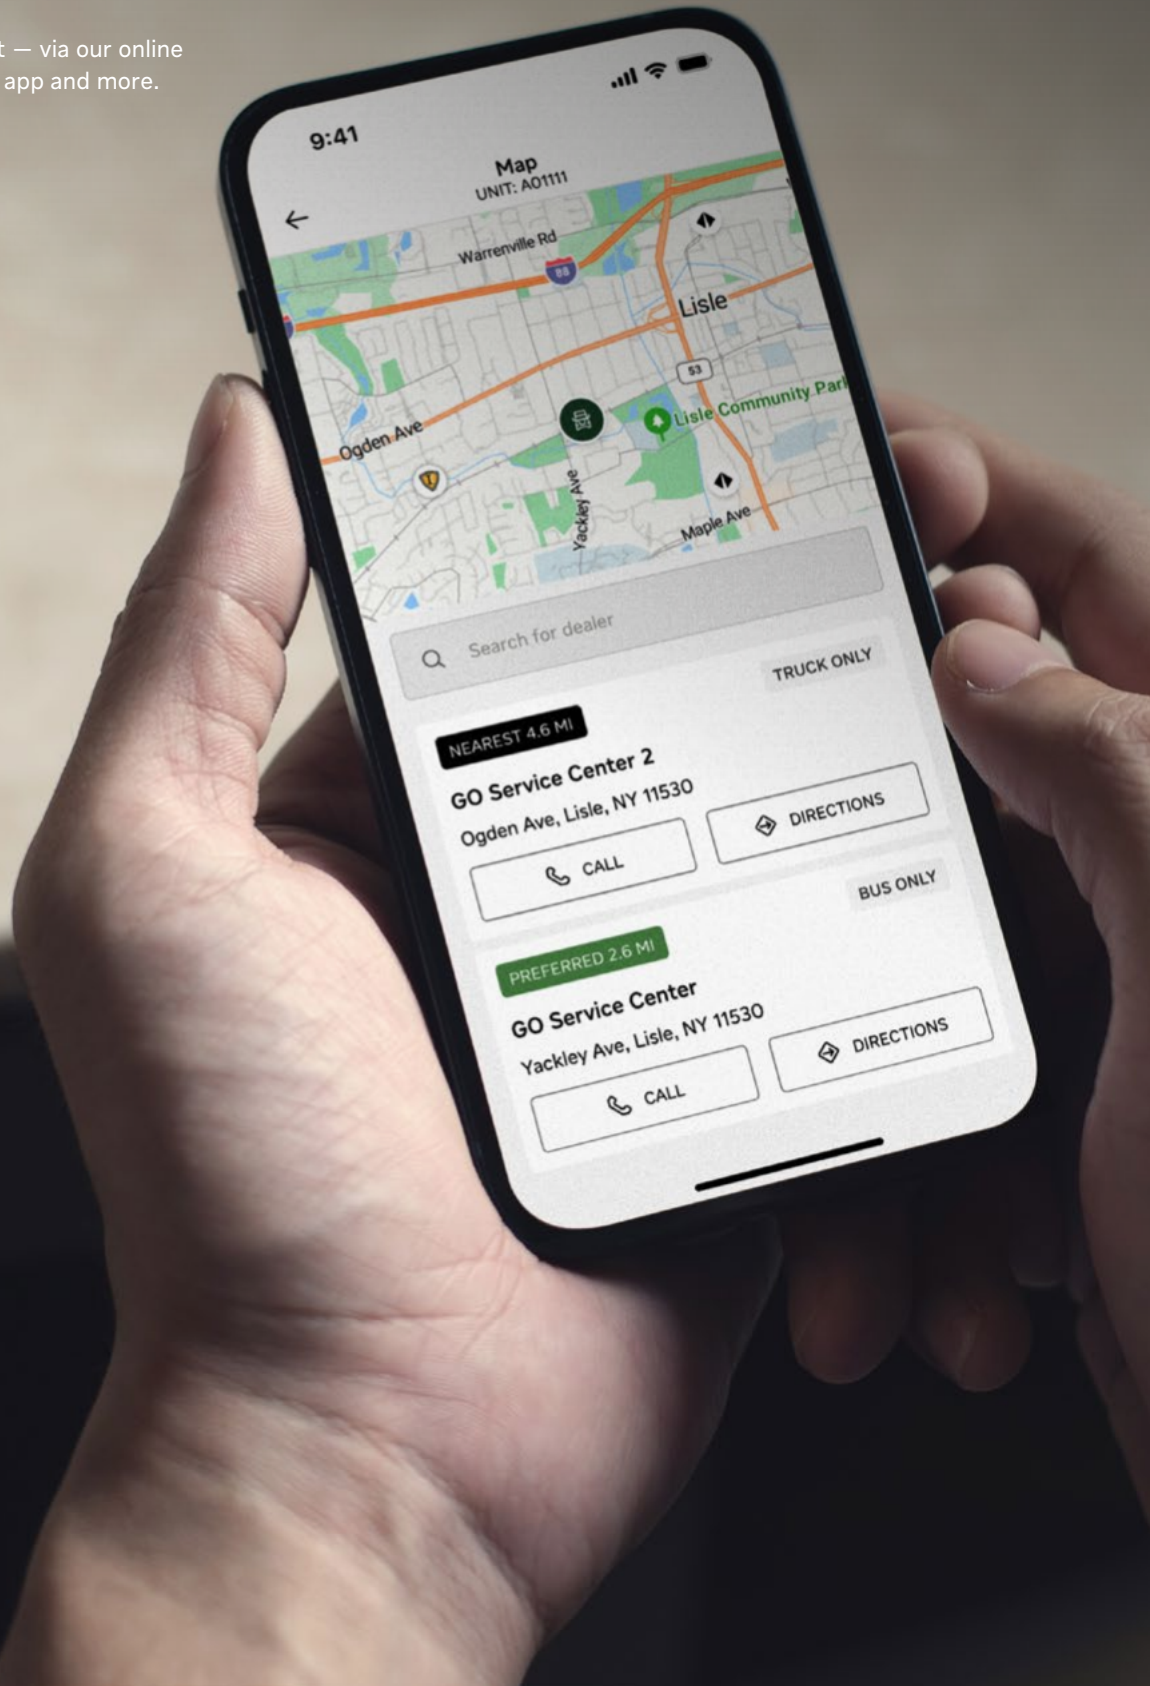 t — via our online
app and more.
9:41
Map
UNIT: A01111
Warrenville Rd
88
Lisle
53
Lisle Community Park
Ogden Ave
Yackley Ave
Maple Ave
Search for dealer
TRUCK ONLY
NEAREST 4.6 MI
GO Service Center 2
Ogden Ave, Lisle, NY 11530
CALL
DIRECTIONS
BUS ONLY
PREFERRED 2.6 MI
GO Service Center
Yackley Ave, Lisle, NY 11530
CALL
DIRECTIONS